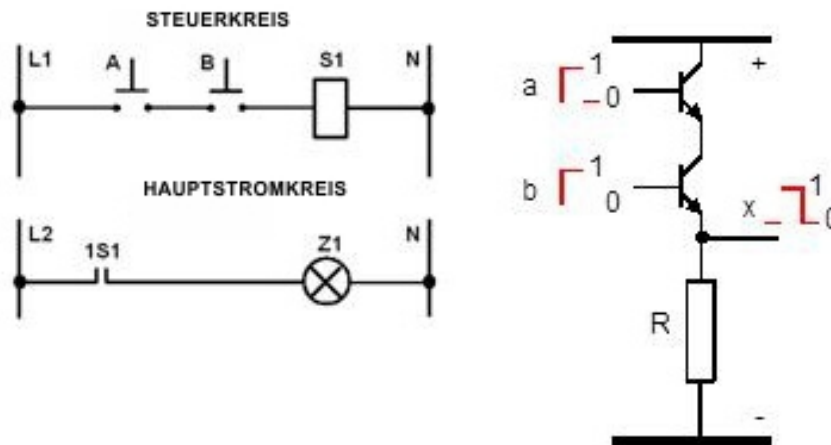 STEUERKREIS
L1 A B S1 N
HAUPTSTROMKREIS
L2 1S1 Z1 N
+
a 1 0
b 1 0
x 1 0
R
-